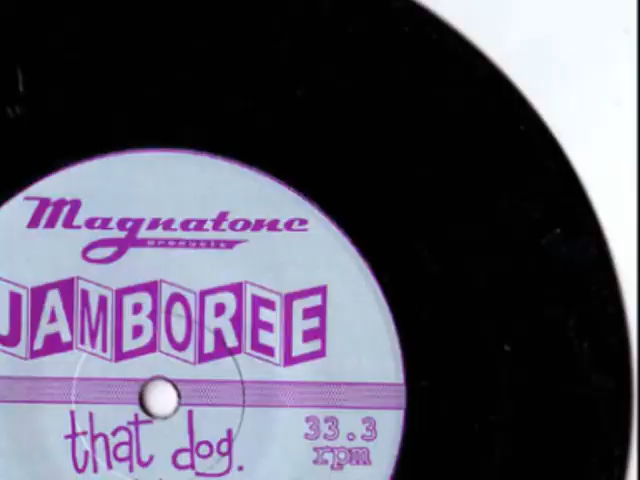 Magnatone
products
JAMBOREE
that dog.
33.3
rpm